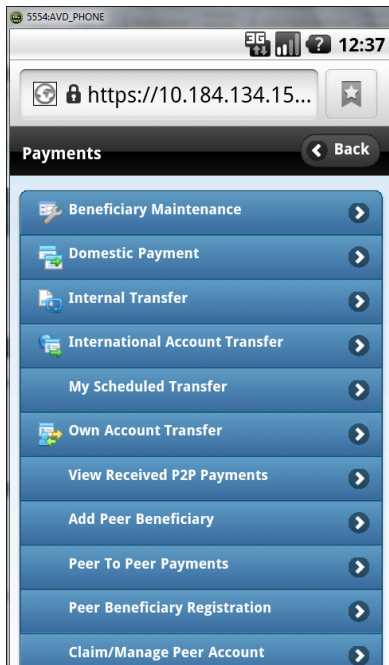 5554:AVD_PHONE
3G ? 12:37
https://10.184.134.15...
Payments
Back
Beneficiary Maintenance
Domestic Payment
Internal Transfer
International Account Transfer
My Scheduled Transfer
Own Account Transfer
View Received P2P Payments
Add Peer Beneficiary
Peer To Peer Payments
Peer Beneficiary Registration
Claim/Manage Peer Account